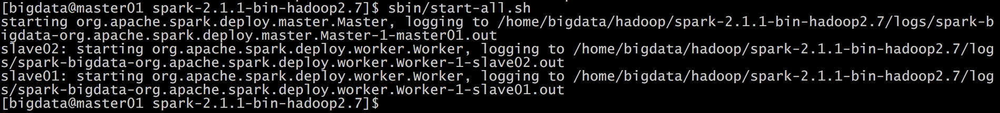 [bigdata@master01 spark-2.1.1-bin-hadoop2.7]$ sbin/start-all.sh
starting org.apache.spark.deploy.master.Master, logging to /home/bigdata/hadoop/spark-2.1.1-bin-hadoop2.7/logs/spark-b
igdata-org.apache.spark.deploy.master.Master-1-master01.out
slave02: starting org.apache.spark.deploy.worker.Worker, logging to /home/bigdata/hadoop/spark-2.1.1-bin-hadoop2.7/log
s/spark-bigdata-org.apache.spark.deploy.worker.Worker-1-slave02.out
slave01: starting org.apache.spark.deploy.worker.Worker, logging to /home/bigdata/hadoop/spark-2.1.1-bin-hadoop2.7/log
s/spark-bigdata-org.apache.spark.deploy.worker.Worker-1-slave01.out
[bigdata@master01 spark-2.1.1-bin-hadoop2.7]$